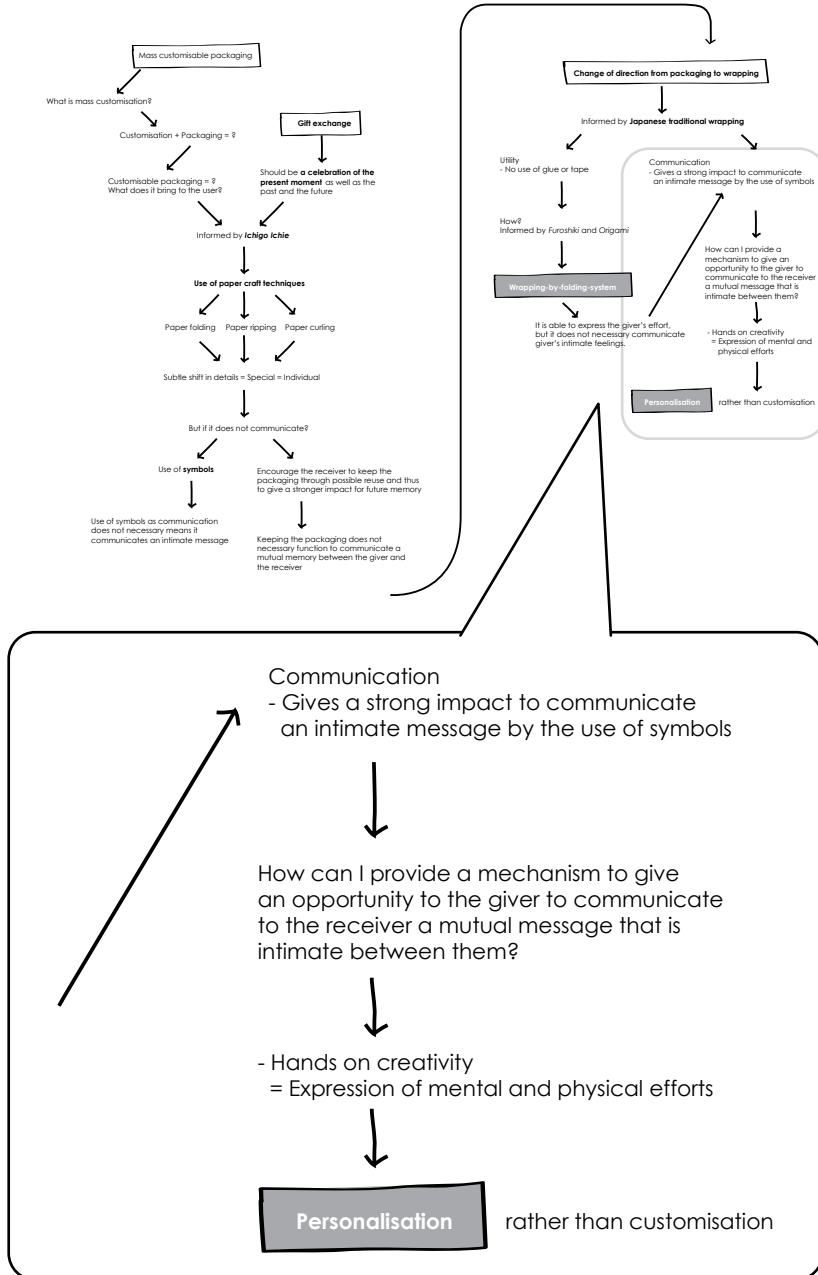 Mass customisable packaging
What is mass customisation?
Customisation + Packaging = ?
Customisable packaging = ?
What does it bring to the user?
Gift exchange
Should be a celebration of the
present moment as well as the
past and the future
Informed by Ichigo Ichie
Use of paper craft techniques
Paper folding
Paper ripping
Paper curling
Subtle shift in details = Special = Individual
But if it does not communicate?
Use of symbols
Use of symbols as communication
does not necessary means it
communicates an intimate message
Encourage the receiver to keep the
packaging through possible reuse and thus
to give a stronger impact for future memory
Keeping the packaging does not
necessary function to communicate a
mutual memory between the giver and
the receiver
Change of direction from packaging to wrapping
Informed by Japanese traditional wrapping
Utility
- No use of glue or tape
How?
Informed by Furoshiki and Origami
Wrapping-by-folding-system
It is able to express the giver's effort,
but it does not necessary communicate
giver's intimate feelings.
Communication
- Gives a strong impact to communicate
an intimate message by the use of symbols
How can I provide a
mechanism to give an
opportunity to the giver to
communicate to the receiver
a mutual message that is
intimate between them?
- Hands on creativity
= Expression of mental and
physical efforts
Personalisation rather than customisation
Communication
- Gives a strong impact to communicate
an intimate message by the use of symbols
How can I provide a mechanism to give
an opportunity to the giver to communicate
to the receiver a mutual message that is
intimate between them?
- Hands on creativity
= Expression of mental and physical efforts
Personalisation rather than customisation